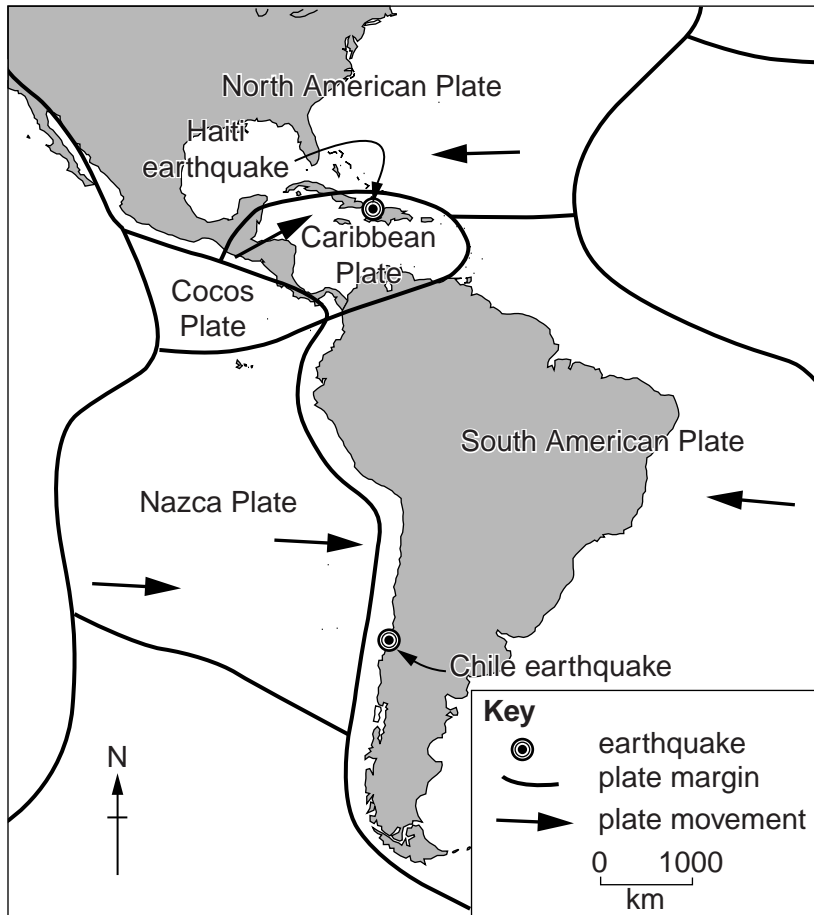 North American Plate
Haiti
earthquake
Caribbean
Plate
Cocos
Plate
South American Plate
Nazca Plate
Chile earthquake
N
Key
earthquake
plate margin
plate movement
0 1000
km